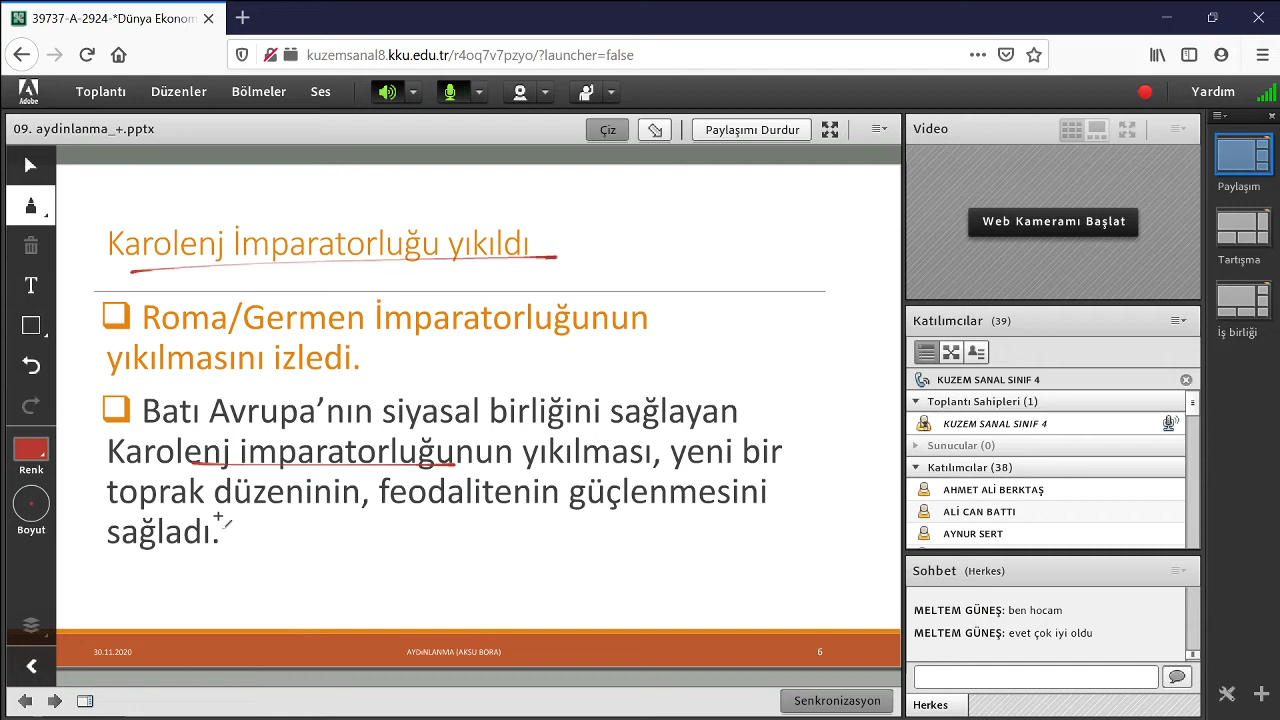 39737-A-2924-*Dünya Ekonom
kuzemsanal8.kku.edu.tr/r4oq7v7pzyo/?launcher=false
Adobe
Toplantı Düzenler Bölmeler Ses Yardım
09. aydinlanma_+.pptx
Çiz
Paylaşımı Durdur
Karolenj İmparatorluğu yıkıldı
Roma/Germen İmparatorluğunun
yıkılmasını izledi.
Batı Avrupa’nın siyasal birliğini sağlayan
Karolenj imparatorluğunun yıkılması, yeni bir
toprak düzeninin, feodalitenin güçlenmesini
sağladı.
30.11.2020
AYDıNLANMA (AKSU BORA)
6
T
Renk
Boyut
Senkronizasyon
Video
Web Kameramı Başlat
Katılımcılar (39)
KUZEM SANAL SINIF 4
Toplantı Sahipleri (1)
KUZEM SANAL SINIF 4
Sunucular (0)
Katılımcılar (38)
AHMET ALİ BERKTAŞ
ALİ CAN BATTI
AYNUR SERT
Sohbet (Herkes)
MELTEM GÜNEŞ: ben hocam
MELTEM GÜNEŞ: evet çok iyi oldu
Herkes
Paylaşım
Tartışma
İş birliği